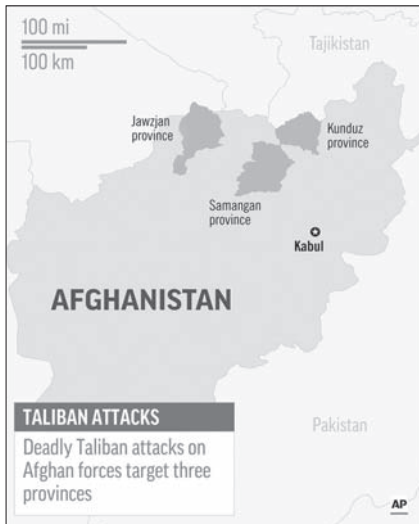 100 mi
100 km
Tajikistan
Jawzjan
province
Kunduz
province
Samangan
province
Kabul
AFGHANISTAN
TALIBAN ATTACKS
Deadly Taliban attacks on
Afghan forces target three
provinces
Pakistan
AP